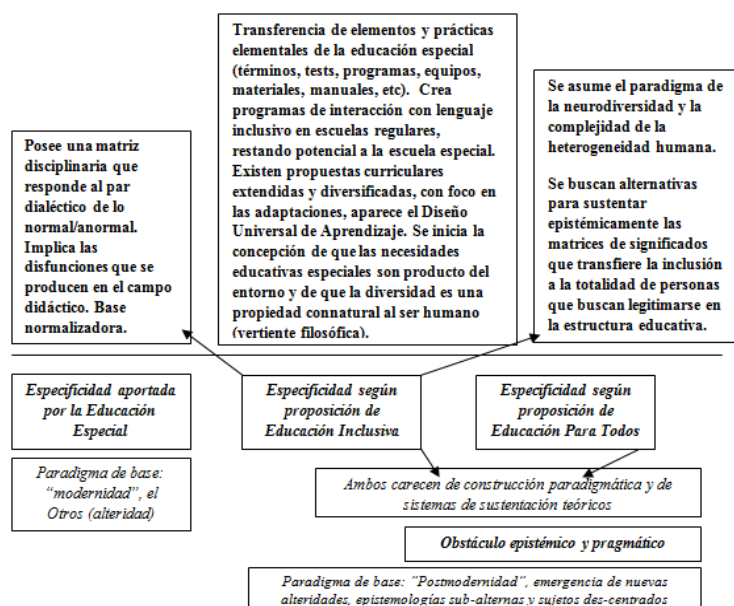 Transferencia de elementos y prácticas
elementales de la educación especial
(términos, tests, programas, equipos,
materiales, manuales, etc). Crea
programas de interacción con lenguaje
inclusivo en escuelas regulares,
restando potencial a la escuela especial.
Existen propuestas curriculares
extendidas y diversificadas, con foco en
las adaptaciones, aparece el Diseño
Universal de Aprendizaje. Se inicia la
concepción de que las necesidades
educativas especiales son producto del
entorno y de que la diversidad es una
propiedad connatural al ser humano
(vertiente filosófica).
Posee una matriz
disciplinaria que
responde al par
dialéctico de lo
normal/anormal.
Implica las
disfunciones que se
producen en el campo
didáctico. Base
normalizadora.
Se asume el paradigma de
la neurodiversidad y la
complejidad de la
heterogeneidad humana.
Se buscan alternativas
para sustentar
epistémicamente las
matrices de significados
que transfiere la inclusión
a la totalidad de personas
que buscan legitimarse en
la estructura educativa.
Especificidad aportada
por la Educación
Especial
Especificidad según
proposición de
Educación Inclusiva
Especificidad según
proposición de
Educación Para Todos
Paradigma de base:
"modernidad", el
Otros (alteridad)
Ambos carecen de construcción paradigmática y de
sistemas de sustentación teóricos
Obstáculo epistémico y pragmático
Paradigma de base: "Postmodernidad", emergencia de nuevas
alteridades, epistemologías sub-alternas y sujetos des-centrados